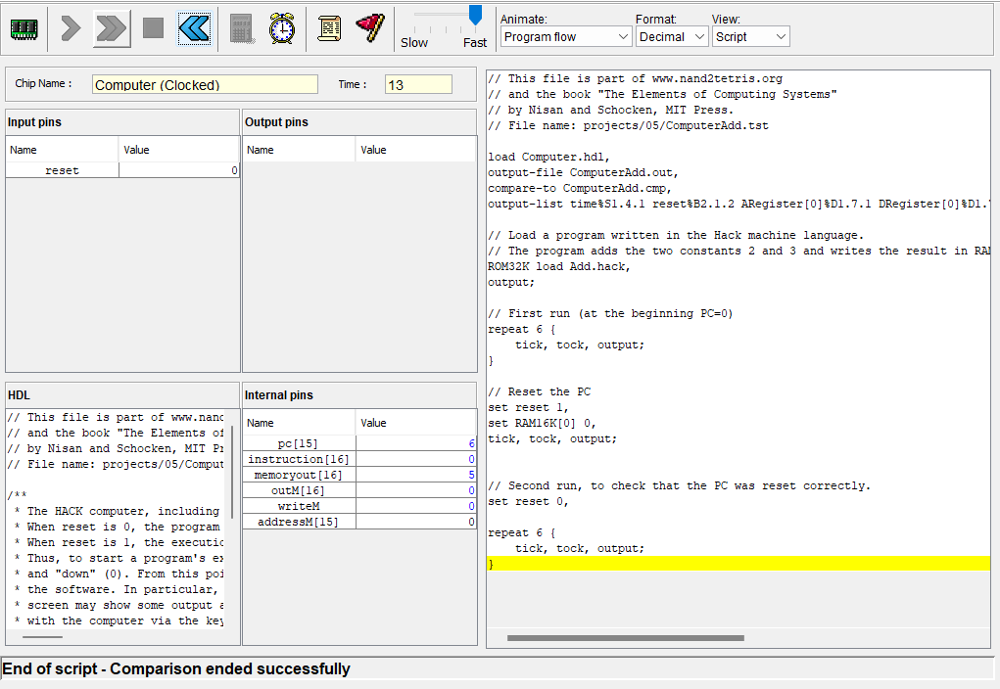 Slow
Fast
Animate:
Program flow
Format:
Decimal
View:
Script
Chip Name :
Computer (Clocked)
Time :
13
Input pins
Name Value
reset 0
Output pins
Name Value
HDL
// This file is part of www.nand
// and the book "The Elements of
// by Nisan and Schocken, MIT Pr
// File name: projects/05/Comput
/**
* The HACK computer, including
* When reset is 0, the program
* When reset is 1, the executio
* Thus, to start a program's ex
* and "down" (0). From this poi
* the software. In particular,
* screen may show some output a
* with the computer via the key
Internal pins
Name Value
pc[15] 6
instruction[16] 0
memoryout[16] 5
outM[16] 0
writeM 0
addressM[15] 0
// This file is part of www.nand2tetris.org
// and the book "The Elements of Computing Systems"
// by Nisan and Schocken, MIT Press.
// File name: projects/05/ComputerAdd.tst
load Computer.hdl,
output-file ComputerAdd.out,
compare-to ComputerAdd.cmp,
output-list time%S1.4.1 reset%B2.1.2 ARegister[0]%D1.7.1 DRegister[0]%D1.7
// Load a program written in the Hack machine language.
// The program adds the two constants 2 and 3 and writes the result in RAM
ROM32K load Add.hack,
output;
// First run (at the beginning PC=0)
repeat 6 {
tick, tock, output;
}
// Reset the PC
set reset 1,
set RAM16K[0] 0,
tick, tock, output;
// Second run, to check that the PC was reset correctly.
set reset 0,
repeat 6 {
tick, tock, output;
}
End of script - Comparison ended successfully